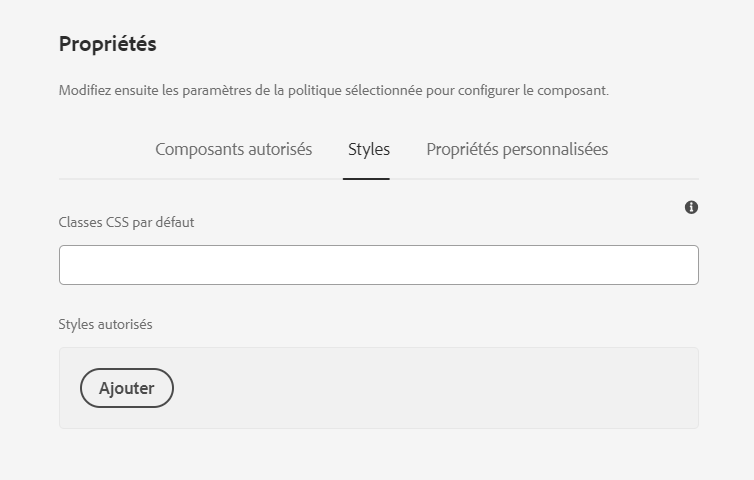 Propriétés
Modifiez ensuite les paramètres de la politique sélectionnée pour configurer le composant.
Composants autorisés Styles Propriétés personnalisées
Classes CSS par défaut
Styles autorisés
Ajouter